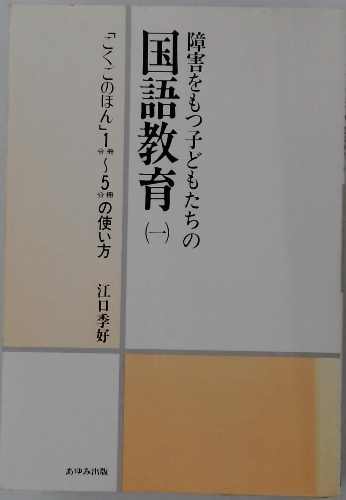 障害をもつ子どもたちの
国語教育(一)
「こくごのほん」1分冊～5分冊の使い方
江口季好
あゆみ出版